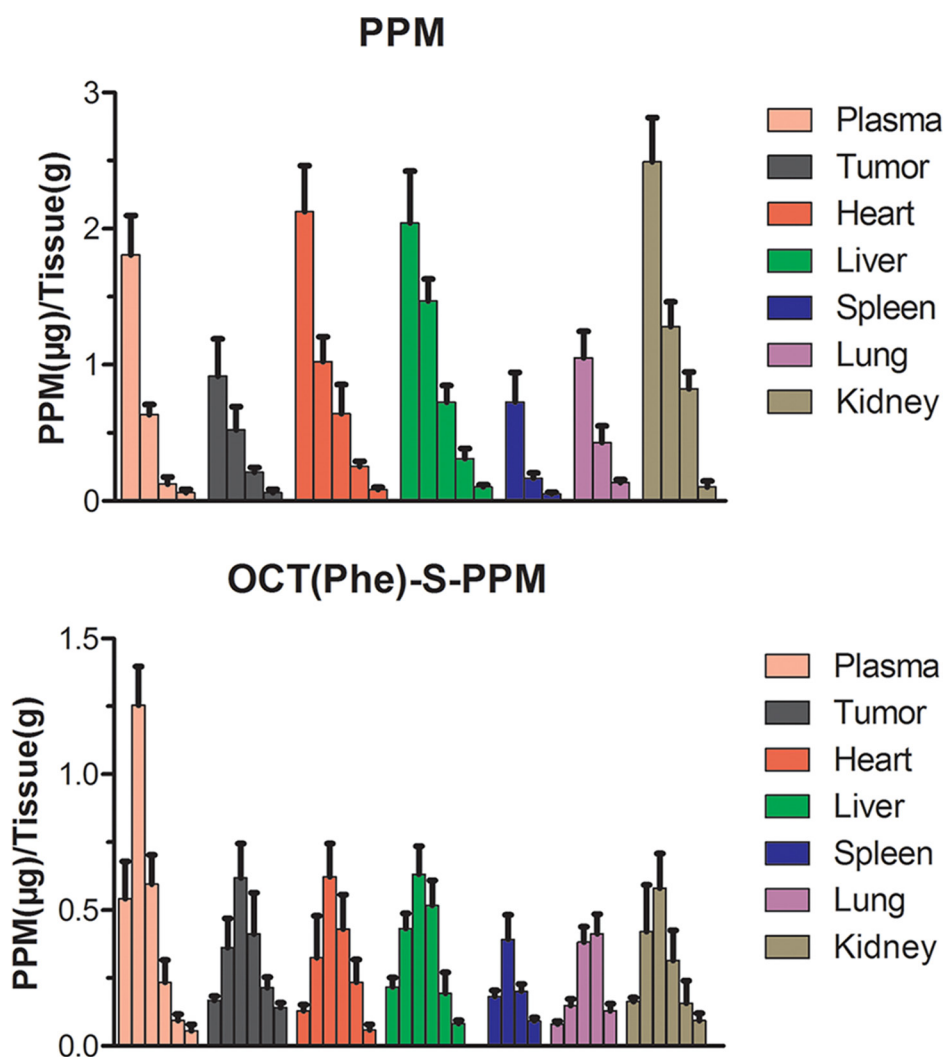 PPM
PPM(µg)/Tissue(g)
3
2
1
0
Plasma
Tumor
Heart
Liver
Spleen
Lung
Kidney
OCT(Phe)-S-PPM
PPM(µg)/Tissue(g)
1.5
1.0
0.5
0.0
Plasma
Tumor
Heart
Liver
Spleen
Lung
Kidney